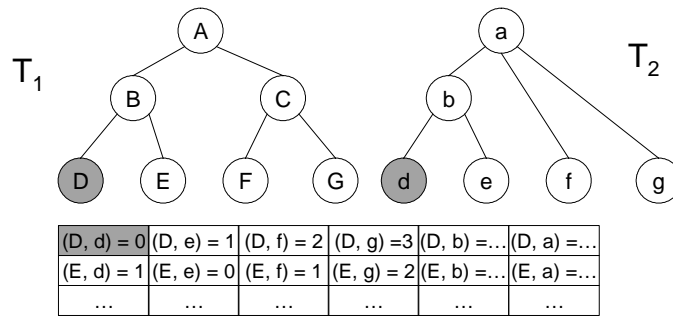 A a
T1 T2
B C b
D E F G d e f g
(D, d) = 0 (D, e) = 1 (D, f) = 2 (D, g) =3 (D, b) =... (D, a) =...
(E, d) = 1 (E, e) = 0 (E, f) = 1 (E, g) = 2 (E, b) =... (E, a) =...
... ... ... ... ... ...